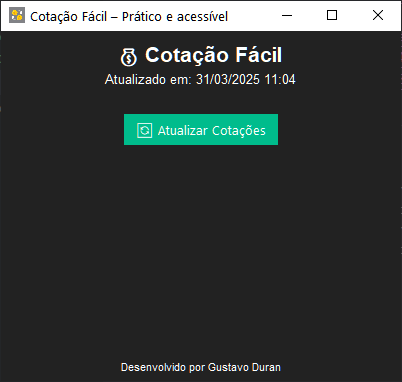 Cotação Fácil – Prático e acessível
Cotação Fácil
Atualizado em: 31/03/2025 11:04
Atualizar Cotações
Desenvolvido por Gustavo Duran